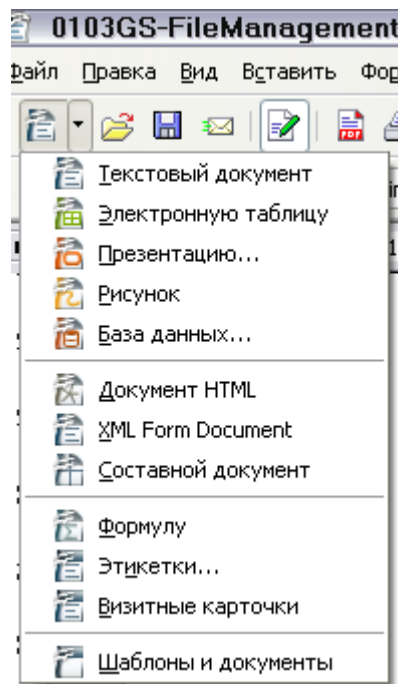 0103GS-FileManagement
Файл Правка Вид Вставить
PDF
Текстовый документ
Электронную таблицу
Презентацию...
Рисунок
База данных...
Документ HTML
XML Form Document
Составной документ
Формулу
Этикетки...
Визитные карточки
Шаблоны и документы